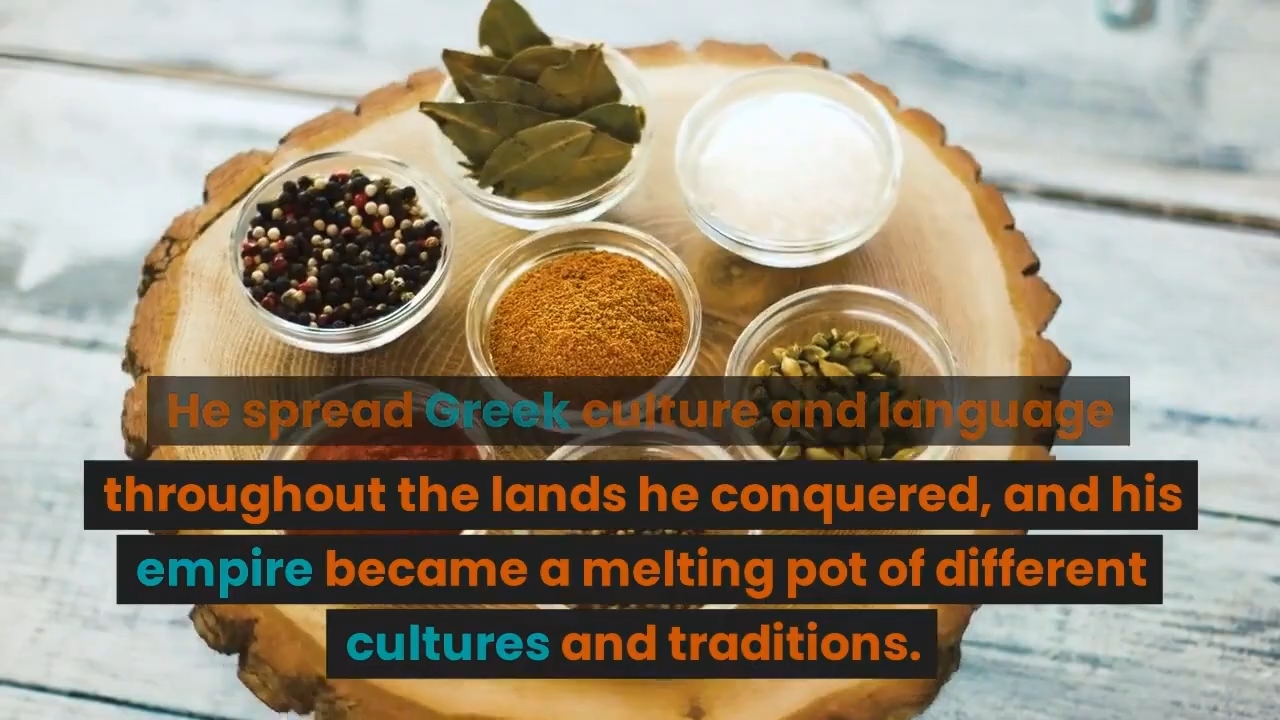 He spread Greek culture and language
throughout the lands he conquered, and his
empire became a melting pot of different
cultures and traditions.